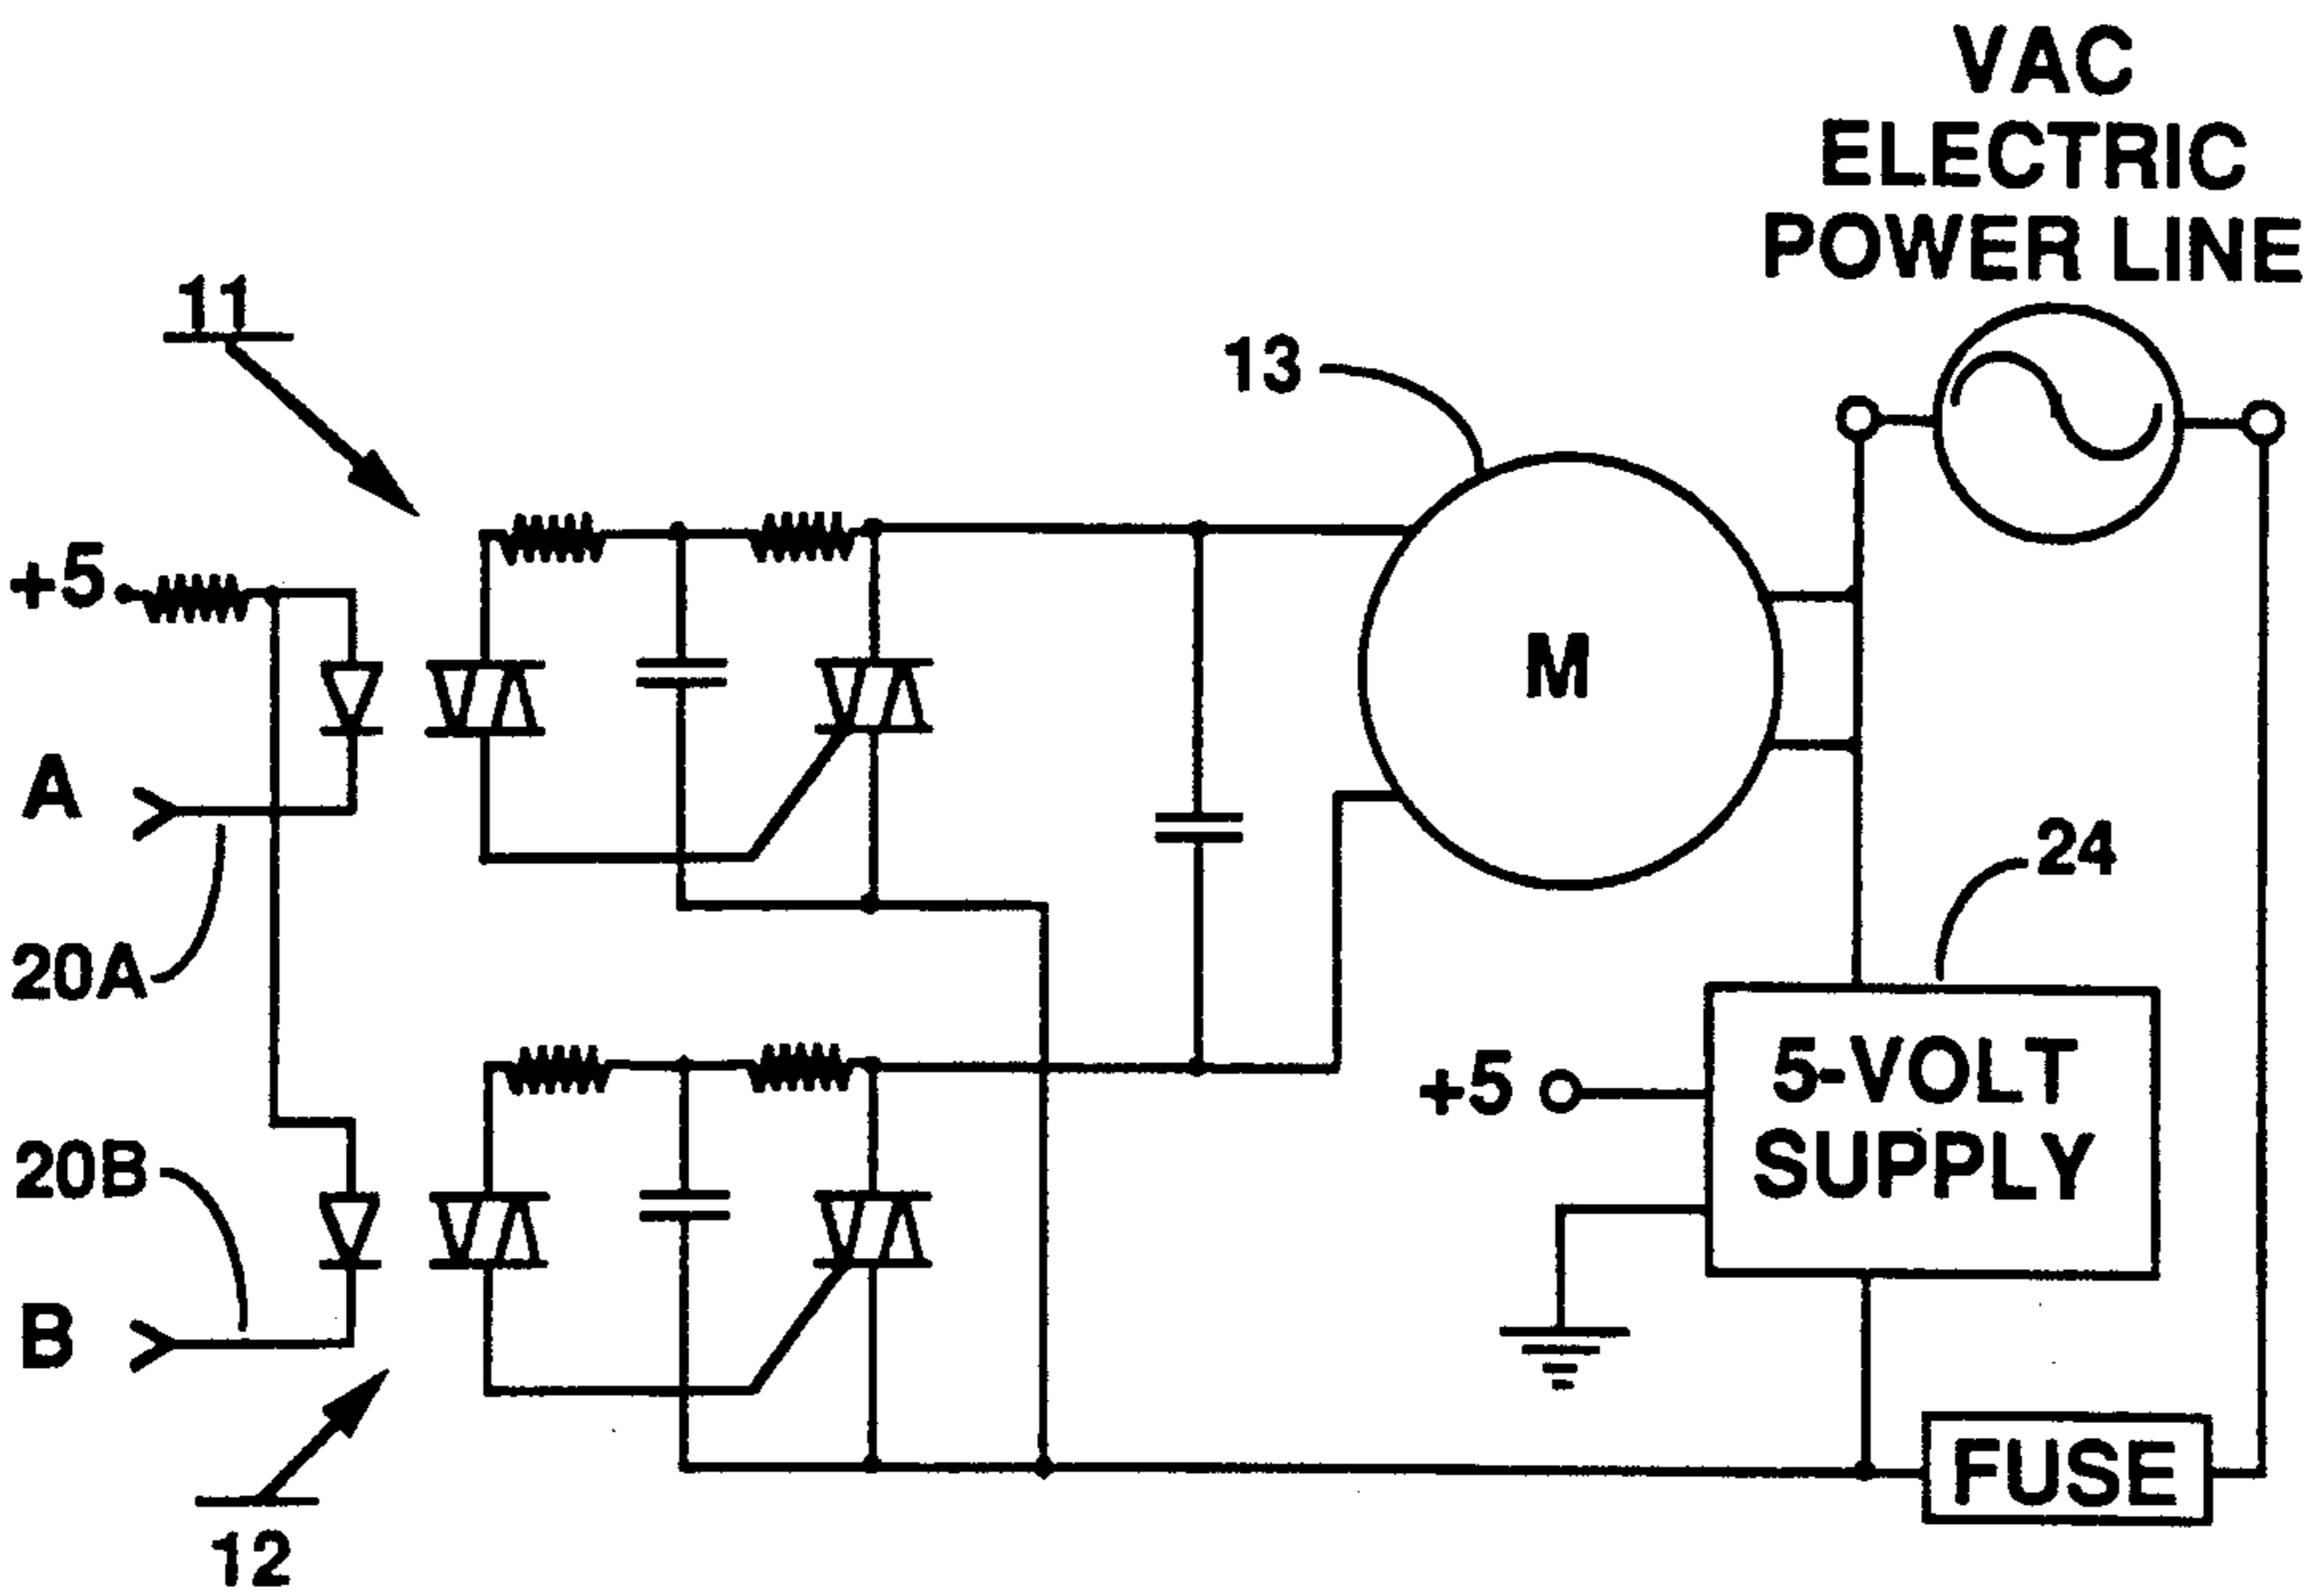 VAC
ELECTRIC
POWER LINE
11
13
+5
M
A
24
20A
+5
5-VOLT
SUPPLY
20B
B
FUSE
12